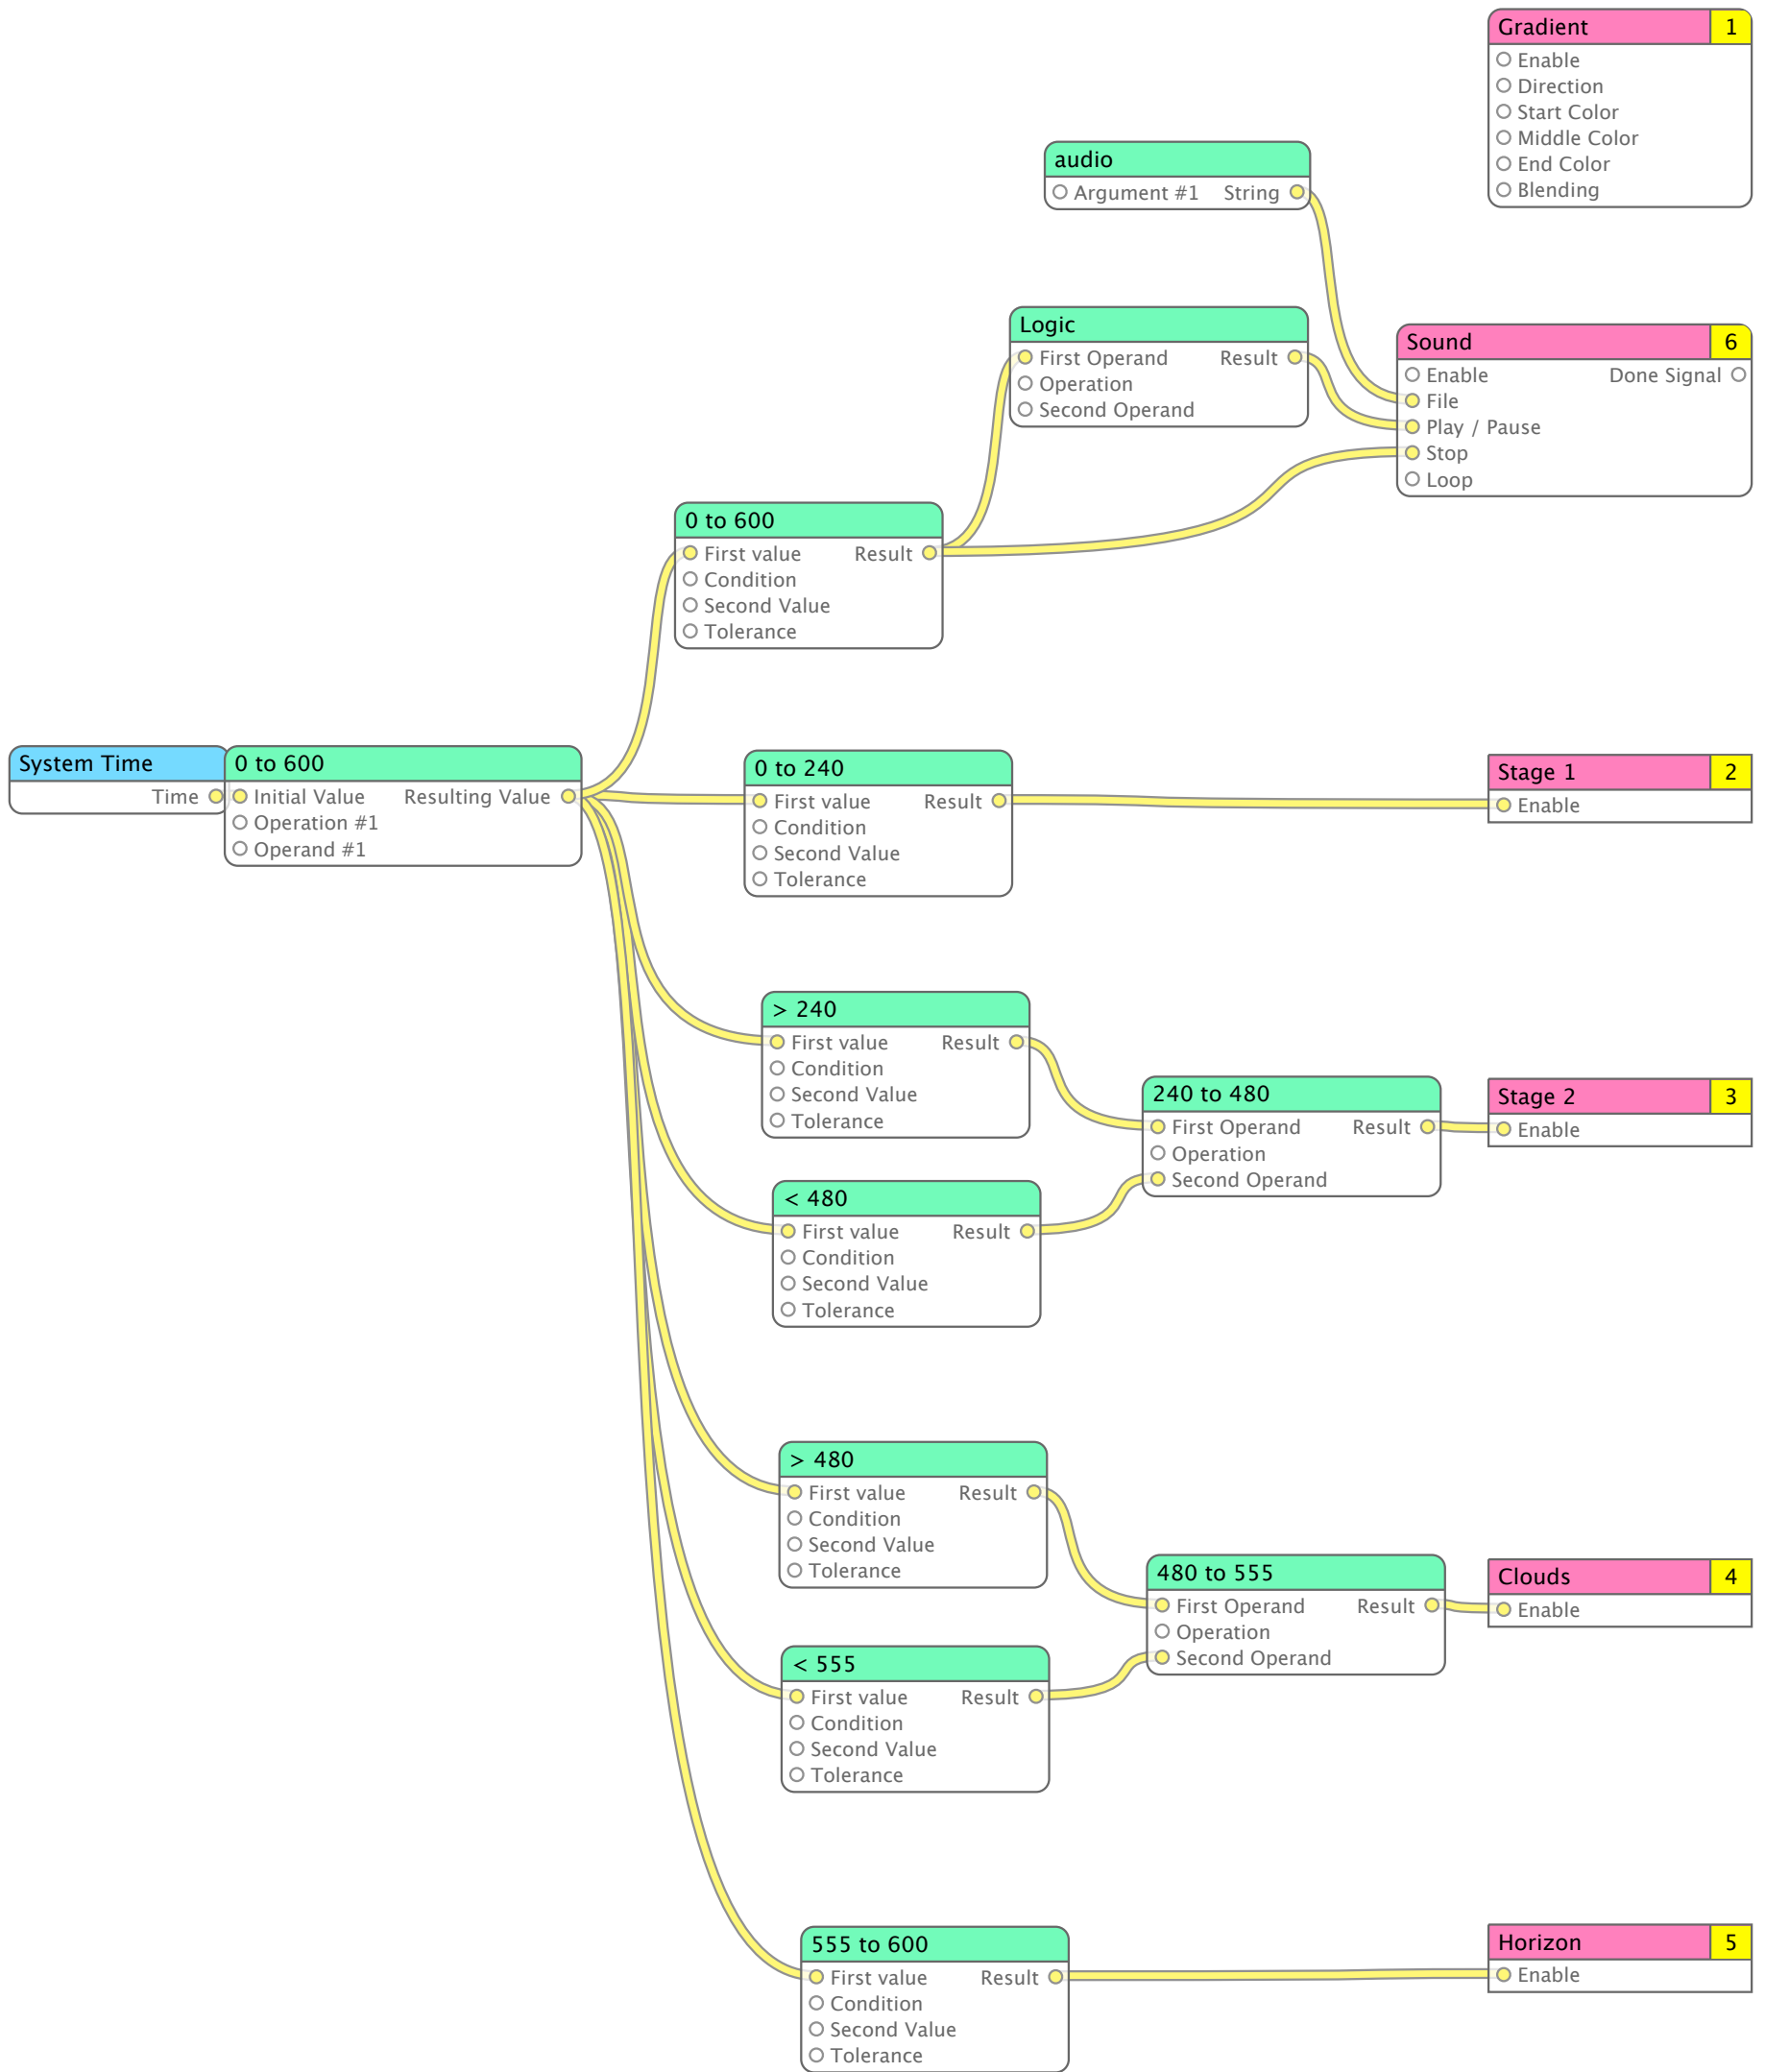 Gradient 1
Enable
Direction
Start Color
Middle Color
End Color
Blending
audio
Argument #1 String
Logic
First Operand Result
Operation
Second Operand
Sound 6
Enable Done Signal
File
Play / Pause
Stop
Loop
0 to 600
First value Result
Condition
Second Value
Tolerance
System Time
Time
0 to 600
Initial Value Resulting Value
Operation #1
Operand #1
0 to 240
First value Result
Condition
Second Value
Tolerance
Stage 1 2
Enable
> 240
First value Result
Condition
Second Value
Tolerance
240 to 480
First Operand Result
Operation
Second Operand
Stage 2 3
Enable
< 480
First value Result
Condition
Second Value
Tolerance
> 480
First value Result
Condition
Second Value
Tolerance
480 to 555
First Operand Result
Operation
Second Operand
Clouds 4
Enable
< 555
First value Result
Condition
Second Value
Tolerance
555 to 600
First value Result
Condition
Second Value
Tolerance
Horizon 5
Enable